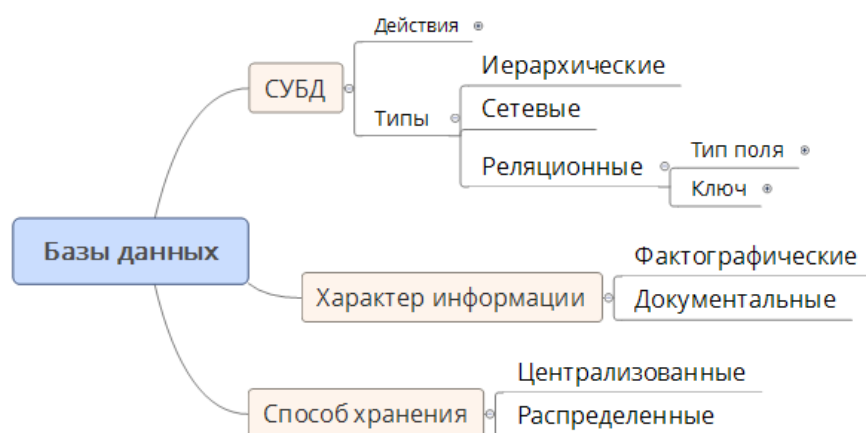 Действия
СУБД
Типы
Иерархические
Сетевые
Реляционные
Тип поля
Ключ
Базы данных
Характер информации
Фактографические
Документальные
Способ хранения
Централизованные
Распределенные